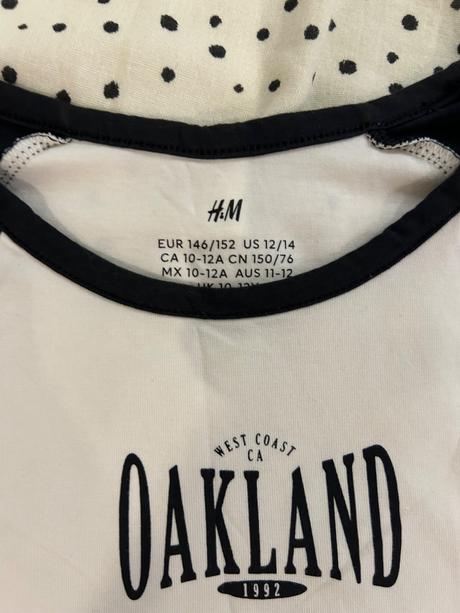 H&M
EUR 146/152 US 12/14
CA 10-12A CN 150/76
MX 10-12A AUS 11-12
WEST COAST
CA
OAKLAND
1992